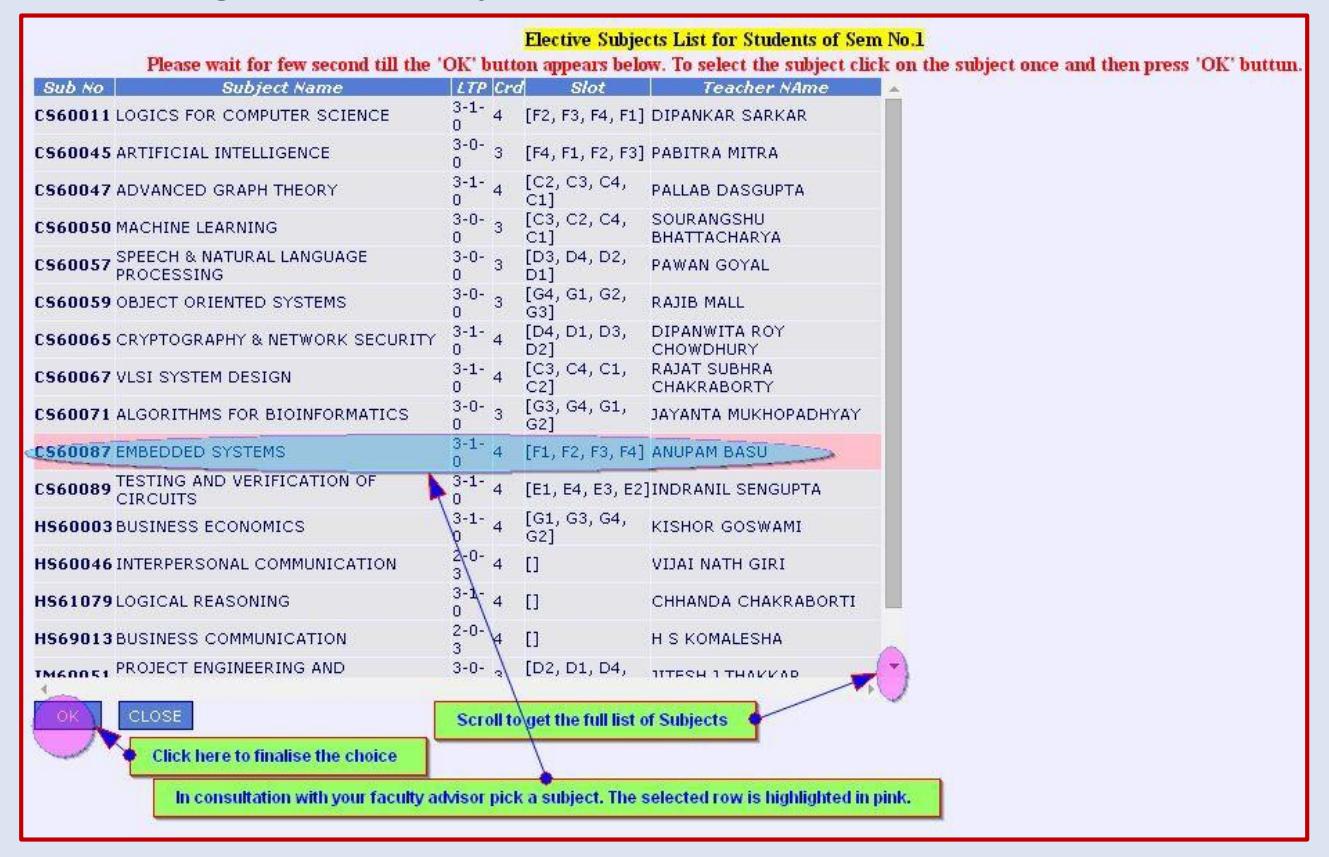 Elective Subjects List for Students of Sem No.1
Please wait for few second till the 'OK' button appears below. To select the subject click on the subject once and then press 'OK' buttun.
Sub No Subject Name LTP Crd Slot Teacher NAme
CS60011 LOGICS FOR COMPUTER SCIENCE 3-1-0 4 [F2, F3, F4, F1] DIPANKAR SARKAR
CS60045 ARTIFICIAL INTELLIGENCE 3-0-0 3 [F4, F1, F2, F3] PABITRA MITRA
CS60047 ADVANCED GRAPH THEORY 3-1-0 4 [C2, C3, C4, C1] PALLAB DASGUPTA
CS60050 MACHINE LEARNING 3-0-0 3 [C3, C2, C4, C1] SOURANGSHU BHATTACHARYA
CS60057 SPEECH & NATURAL LANGUAGE PROCESSING 3-0-0 3 [D3, D4, D2, D1] PAWAN GOYAL
CS60059 OBJECT ORIENTED SYSTEMS 3-0-0 3 [G4, G1, G2, G3] RAJIB MALL
CS60065 CRYPTOGRAPHY & NETWORK SECURITY 3-1-0 4 [D4, D1, D3, D2] DIPANWITA ROY CHOWDHURY
CS60067 VLSI SYSTEM DESIGN 3-1-0 4 [C3, C4, C1, C2] RAJAT SUBHRA CHAKRABORTY
CS60071 ALGORITHMS FOR BIOINFORMATICS 3-0-0 3 [G3, G4, G1, G2] JAYANTA MUKHOPADHYAY
CS60087 EMBEDDED SYSTEMS 3-1-0 4 [F1, F2, F3, F4] ANUPAM BASU
CS60089 TESTING AND VERIFICATION OF CIRCUITS 3-1-0 4 [E1, E4, E3, E2] INDRANIL SENGUPTA
HS60003 BUSINESS ECONOMICS 3-1-0 4 [G1, G3, G4, G2] KISHOR GOSWAMI
HS60046 INTERPERSONAL COMMUNICATION 2-0-3 4 [] VIJAI NATH GIRI
HS61079 LOGICAL REASONING 3-1-0 4 [] CHHANDA CHAKRABORTI
HS69013 BUSINESS COMMUNICATION 2-0-3 4 [] H S KOMALESHA
IM60051 PROJECT ENGINEERING AND 3-0- 3 [D2, D1, D4, JITESH J THAKKAR
OK CLOSE
Scroll to get the full list of Subjects
Click here to finalise the choice
In consultation with your faculty advisor pick a subject. The selected row is highlighted in pink.